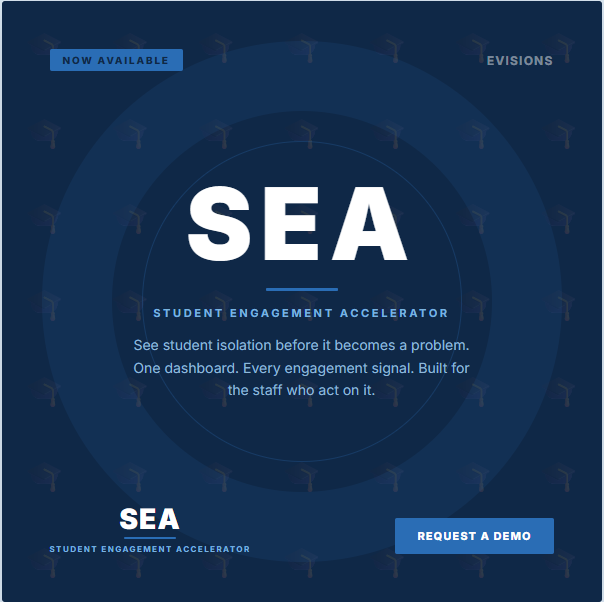 NOW AVAILABLE
EVISIONS
SEA
STUDENT ENGAGEMENT ACCELERATOR
See student isolation before it becomes a problem.
One dashboard. Every engagement signal. Built for
the staff who act on it.
SEA
STUDENT ENGAGEMENT ACCELERATOR
REQUEST A DEMO